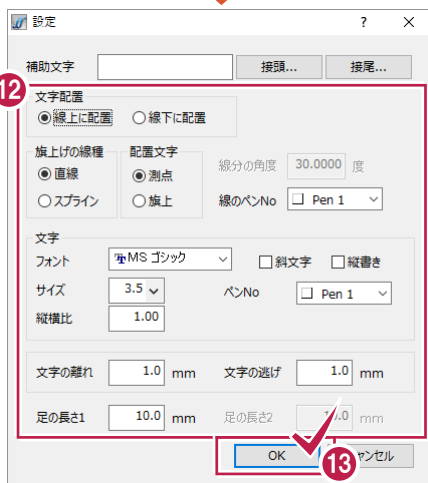 設定 ? ×
補助文字 接頭... 接尾...
12
文字配置
線上に配置 線下に配置
旗上げの線種 配置文字
直線 測点 線分の角度 30.0000 度
スプライン 旗上 線のペンNo Pen 1
文字
フォント MS ゴシック 斜文字 縦書き
サイズ 3.5 ペンNo Pen 1
縦横比 1.00
文字の離れ 1.0 mm 文字の逃げ 1.0 mm
足の長さ1 10.0 mm 足の長さ2 mm
OK 13 ャンセル